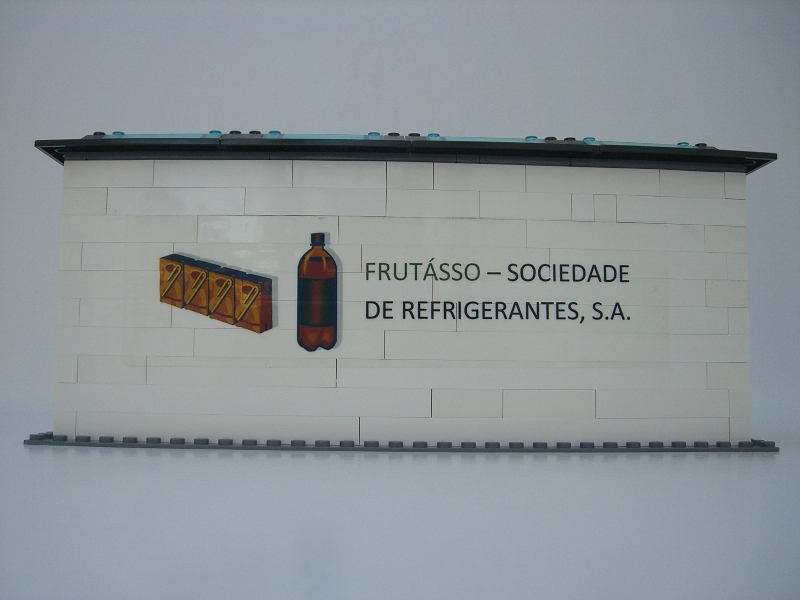 FRUTÁSSO – SOCIEDADE
DE REFRIGERANTES, S.A.